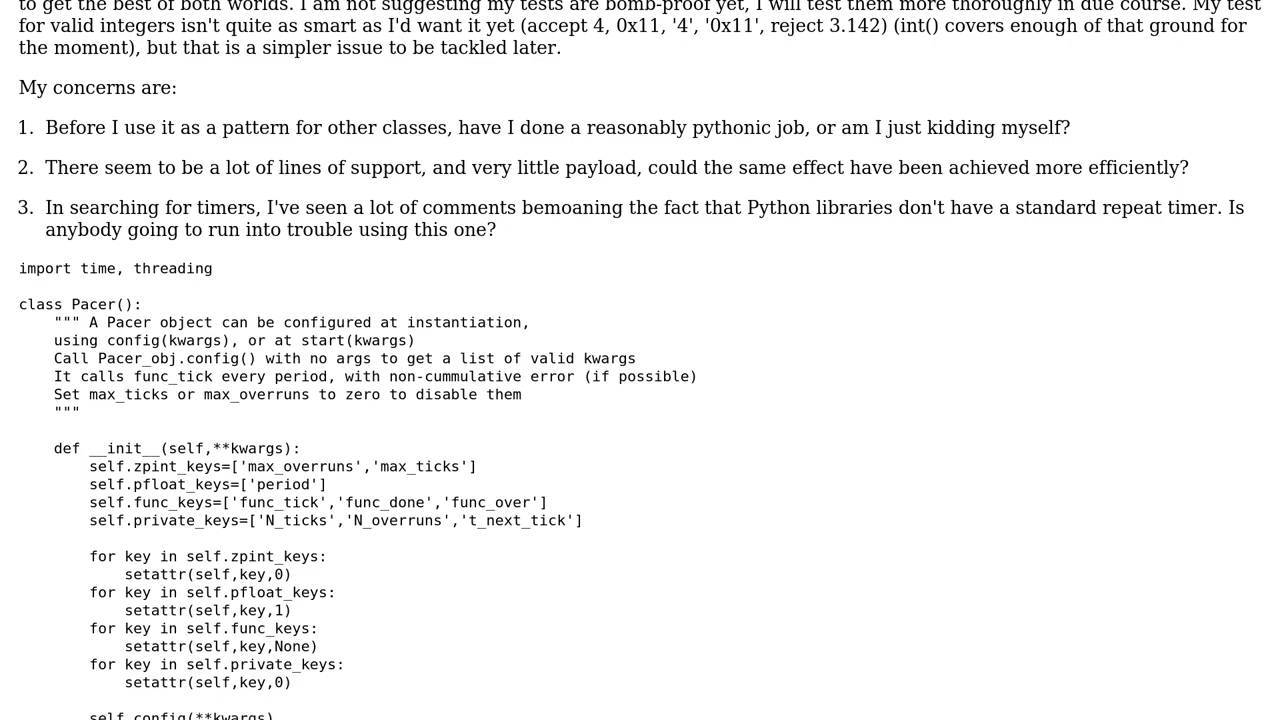 to get the best of both worlds. I am not suggesting my tests are bomb-proof yet, I will test them more thoroughly in due course. My test
for valid integers isn't quite as smart as I'd want it yet (accept 4, 0x11, '4', '0x11', reject 3.142) (int() covers enough of that ground for
the moment), but that is a simpler issue to be tackled later.
My concerns are:
1. Before I use it as a pattern for other classes, have I done a reasonably pythonic job, or am I just kidding myself?
2. There seem to be a lot of lines of support, and very little payload, could the same effect have been achieved more efficiently?
3. In searching for timers, I've seen a lot of comments bemoaning the fact that Python libraries don't have a standard repeat timer. Is
anybody going to run into trouble using this one?
import time, threading
class Pacer():
    """ A Pacer object can be configured at instantiation,
    using config(kwargs), or at start(kwargs)
    Call Pacer_obj.config() with no args to get a list of valid kwargs
    It calls func_tick every period, with non-cummulative error (if possible)
    Set max_ticks or max_overruns to zero to disable them
    """
    def __init__(self,**kwargs):
        self.zpint_keys=['max_overruns','max_ticks']
        self.pfloat_keys=['period']
        self.func_keys=['func_tick','func_done','func_over']
        self.private_keys=['N_ticks','N_overruns','t_next_tick']
        for key in self.zpint_keys:
            setattr(self,key,0)
        for key in self.pfloat_keys:
            setattr(self,key,1)
        for key in self.func_keys:
            setattr(self,key,None)
        for key in self.private_keys:
            setattr(self,key,0)
        self.config(**kwargs)